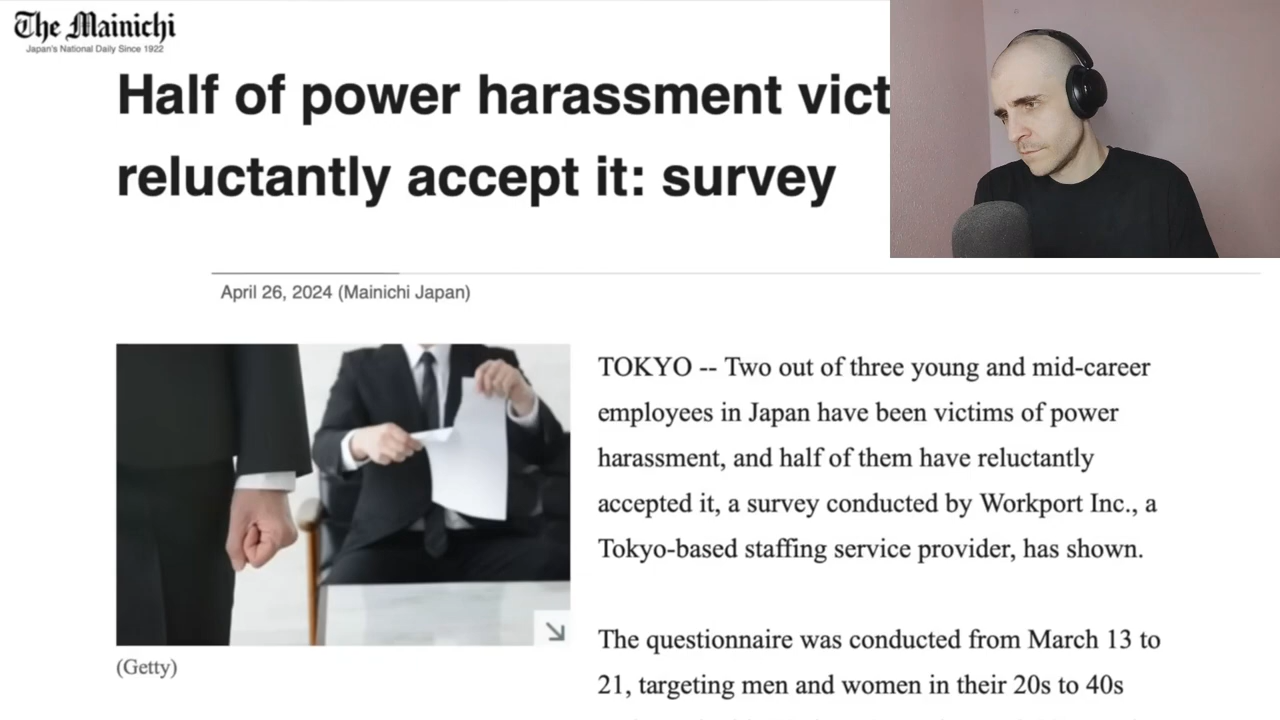 The Mainichi
Japan's National Daily Since 1922
Half of power harassment
reluctantly accept it: survey
April 26, 2024 (Mainichi Japan)
TOKYO -- Two out of three young and mid-career
employees in Japan have been victims of power
harassment, and half of them have reluctantly
accepted it, a survey conducted by Workport Inc., a
Tokyo-based staffing service provider, has shown.
(Getty)
The questionnaire was conducted from March 13 to
21, targeting men and women in their 20s to 40s